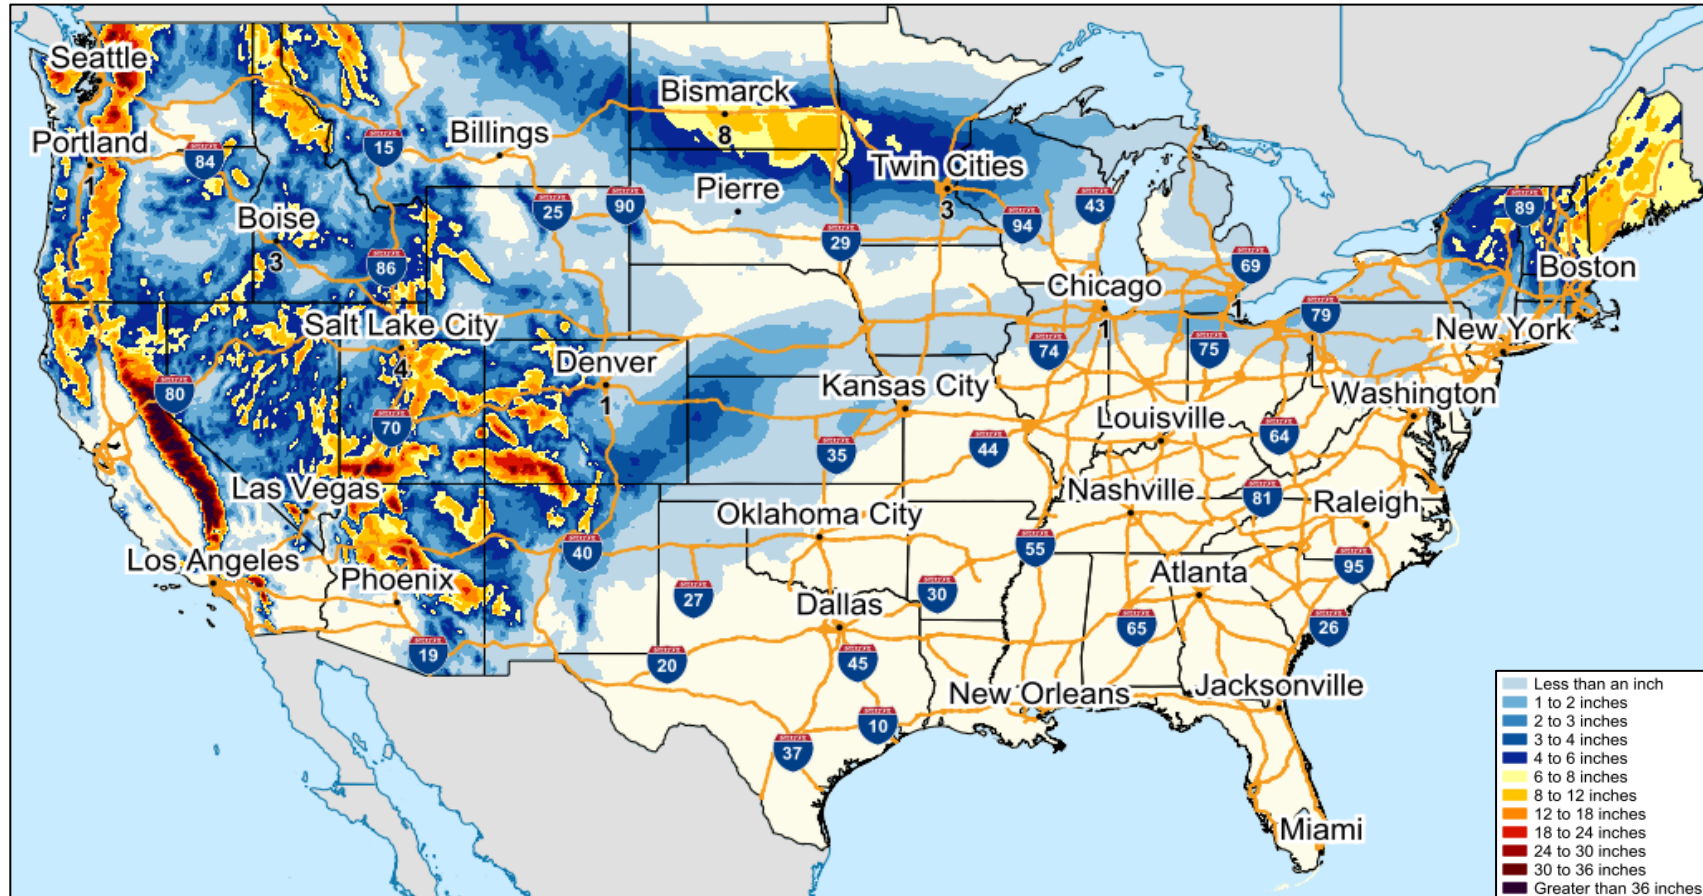 Seattle
Bismarck
8
Portland
1
84
15
Billings
Twin Cities
3
89
Pierre
25
90
43
94
29
Boise
3
86
69
Boston
Chicago
1
1
79
Salt Lake City
4
New York
74
75
Denver
1
80
Kansas City
Washington
70
Louisville
64
35
44
Las Vegas
Nashville
81
Raleigh
Oklahoma City
40
55
Los Angeles
Phoenix
95
Atlanta
27
30
Dallas
65
26
19
20
45
New Orleans
Jacksonville
10
37
Miami
Less than an inch
1 to 2 inches
2 to 3 inches
3 to 4 inches
4 to 6 inches
6 to 8 inches
8 to 12 inches
12 to 18 inches
18 to 24 inches
24 to 30 inches
30 to 36 inches
Greater than 36 inches